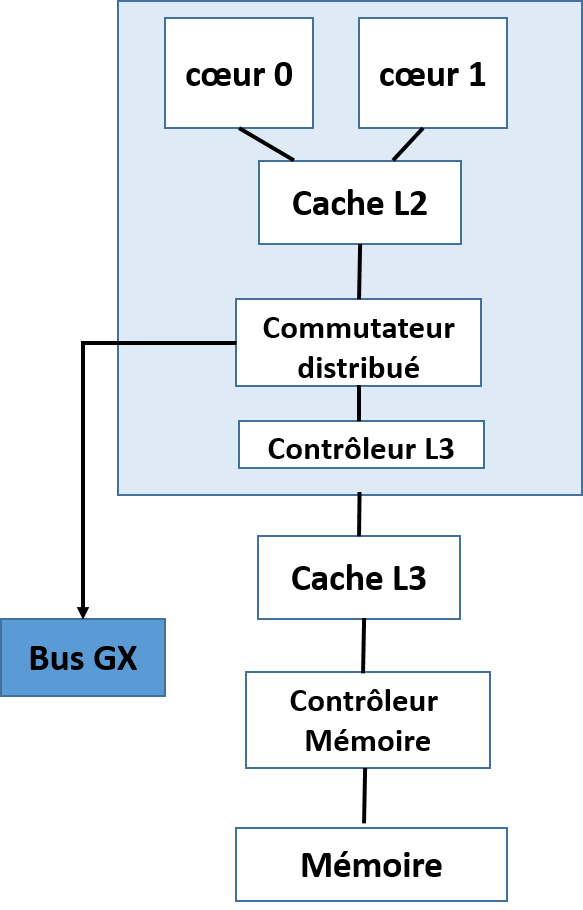 cœur 0
cœur 1
Cache L2
Commutateur
distribué
Contrôleur L3
Cache L3
Bus GX
Contrôleur
Mémoire
Mémoire